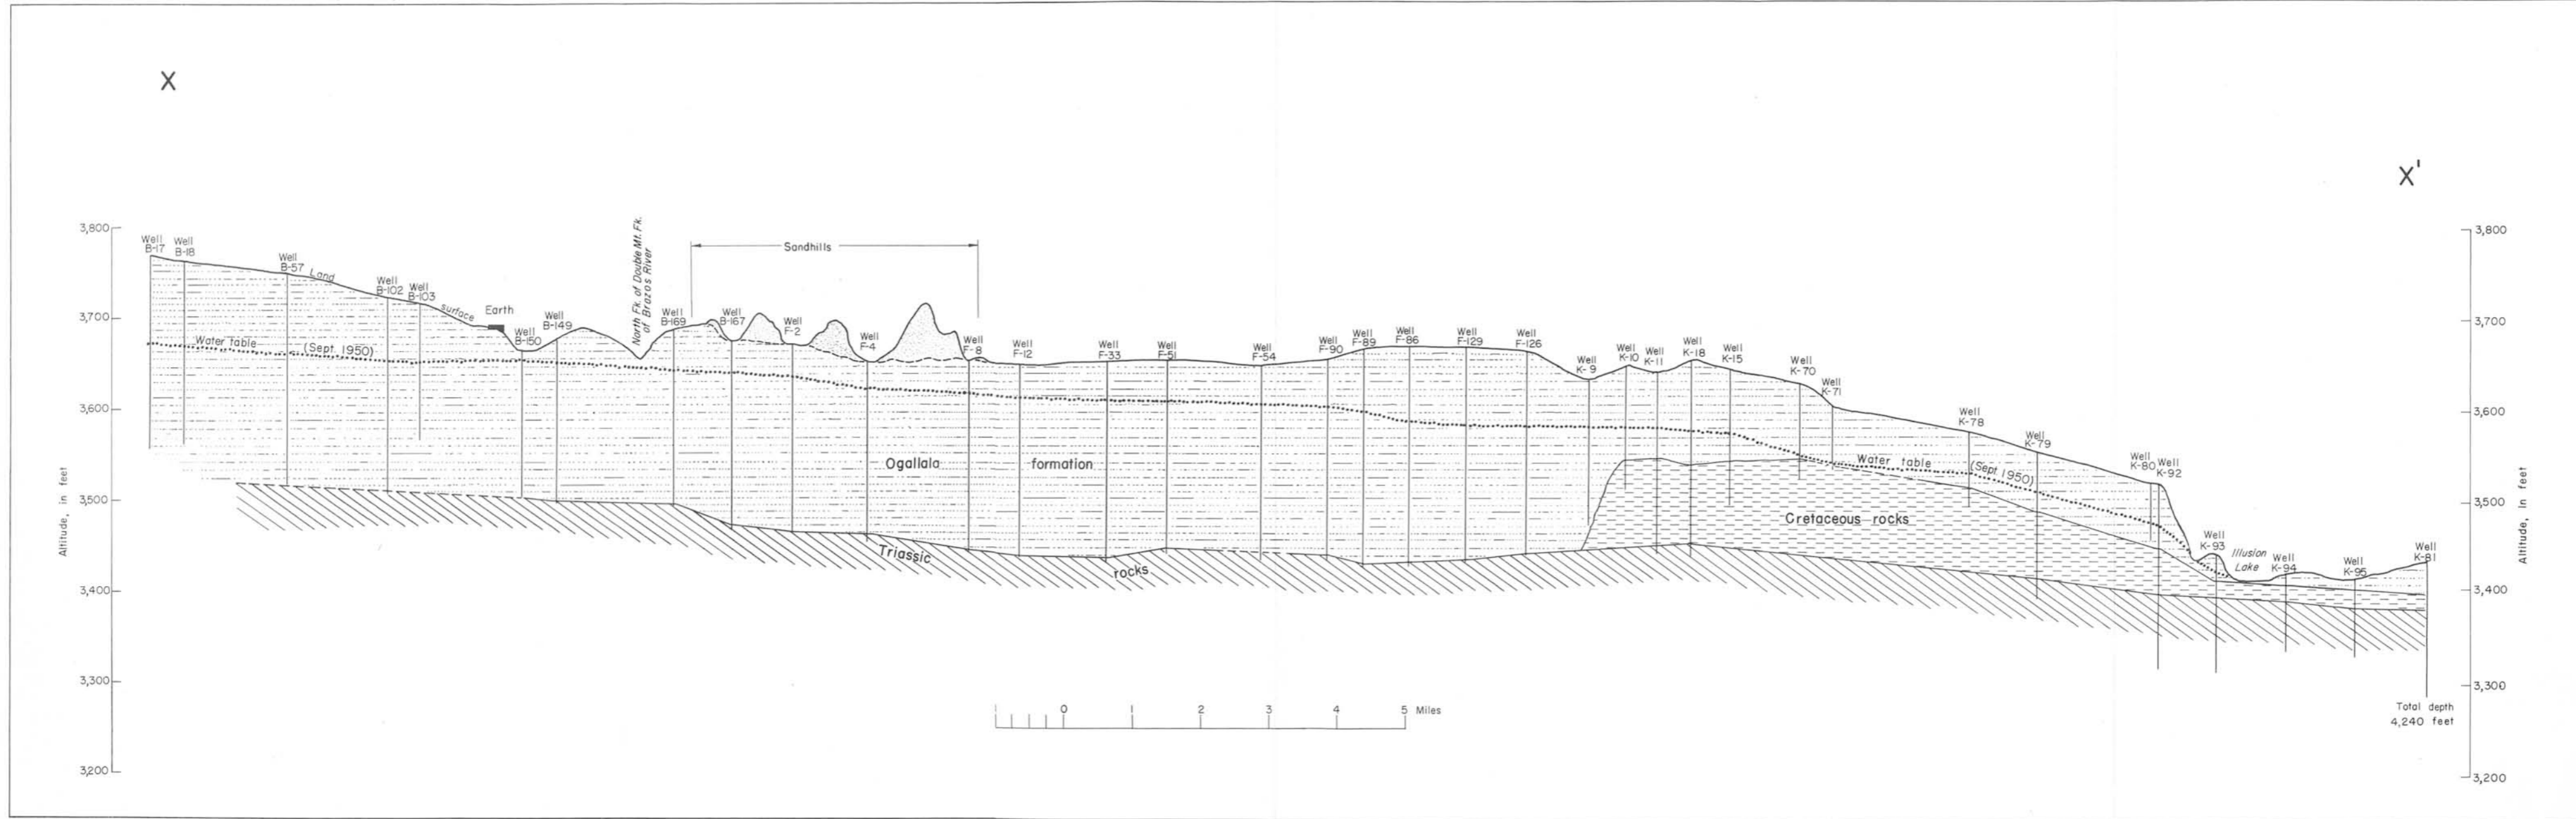 X
X'
3,800
3,700
3,600
3,500
3,400
3,300
3,200
Altitude, in feet
Well
B-17
Well
B-18
Well
B-57
Land
surface
Well
B-102
Well
B-103
Earth
Well
B-150
Well
B-149
North Fk. of Double Mt. Fk.
of Brazos River
Well
B-169
Sandhills
Well
B-167
Well
F-2
Well
F-4
Well
F-8
Well
F-12
Well
F-33
Well
F-51
Well
F-54
Well
F-90
Well
F-89
Well
F-86
Well
F-129
Well
F-126
Well
K-9
Well
K-10
Well
K-11
Well
K-18
Well
K-15
Well
K-70
Well
K-71
Well
K-78
Well
K-79
Well
K-80
Well
K-92
Well
K-93
Illusion
Lake
Well
K-94
Well
K-95
Well
K-81
Water table (Sept. 1950)
Water table (Sept. 1950)
Ogallala formation
Cretaceous rocks
Triassic rocks
1 0 1 2 3 4 5 Miles
Total depth
4,240 feet
3,800
3,700
3,600
3,500
3,400
3,300
3,200
Altitude, in feet